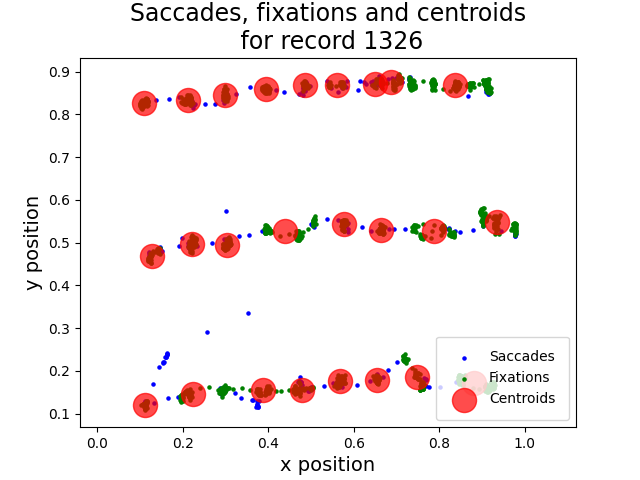 Saccades, fixations and centroids
for record 1326
0.9
0.8
0.7
0.6
0.5
0.4
0.3
0.2
0.1
y position
0.0
0.2
0.4
0.6
0.8
1.0
x position
Saccades
Fixations
Centroids